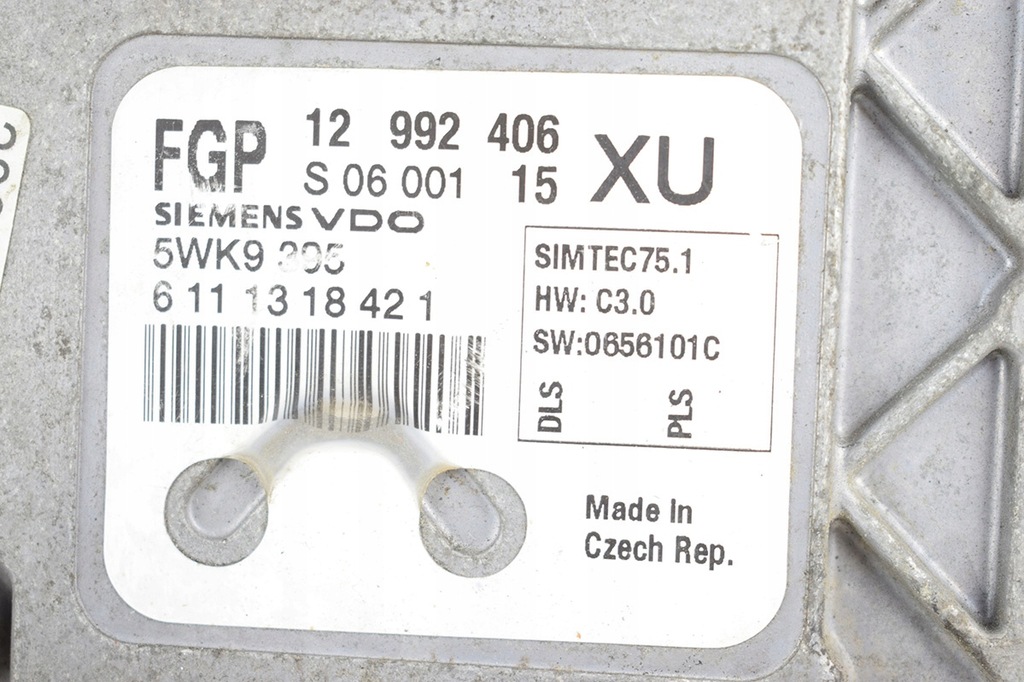 FGP 12 992 406 XU
S 06 001 15
SIEMENS VDO
5WK9 395
6 11 13 18 42 1
SIMTEC75.1
HW: C3.0
SW:0656101C
DLS PLS
Made In
Czech Rep.